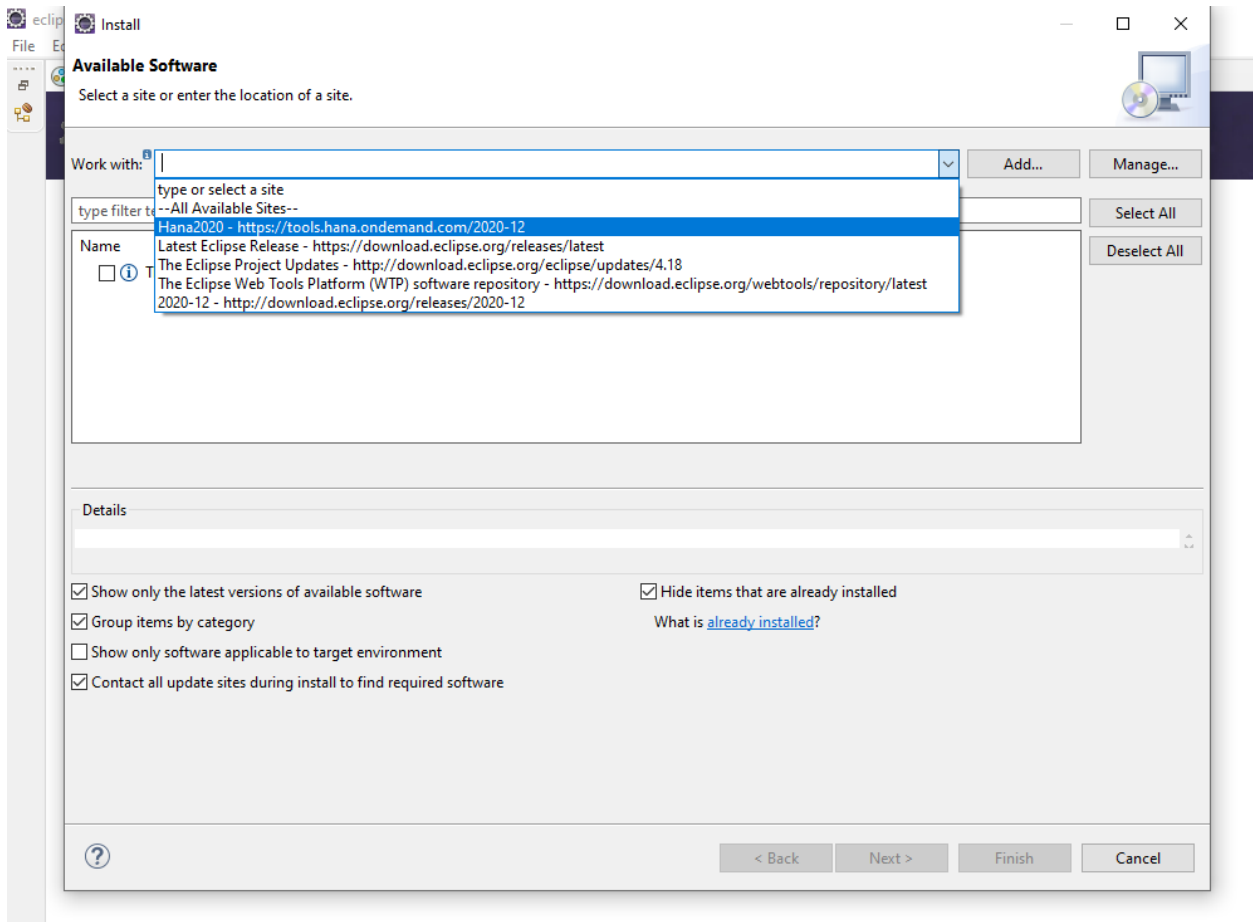 eclip
Install
File Ed
Available Software
Select a site or enter the location of a site.
Work with:
Add...
Manage...
type or select a site
--All Available Sites--
type filter te
Hana2020 - https://tools.hana.ondemand.com/2020-12
Select All
Name
Latest Eclipse Release - https://download.eclipse.org/releases/latest
Deselect All
T
The Eclipse Project Updates - http://download.eclipse.org/eclipse/updates/4.18
The Eclipse Web Tools Platform (WTP) software repository - https://download.eclipse.org/webtools/repository/latest
2020-12 - http://download.eclipse.org/releases/2020-12
Details
Show only the latest versions of available software
Hide items that are already installed
Group items by category
What is already installed?
Show only software applicable to target environment
Contact all update sites during install to find required software
?
< Back
Next >
Finish
Cancel